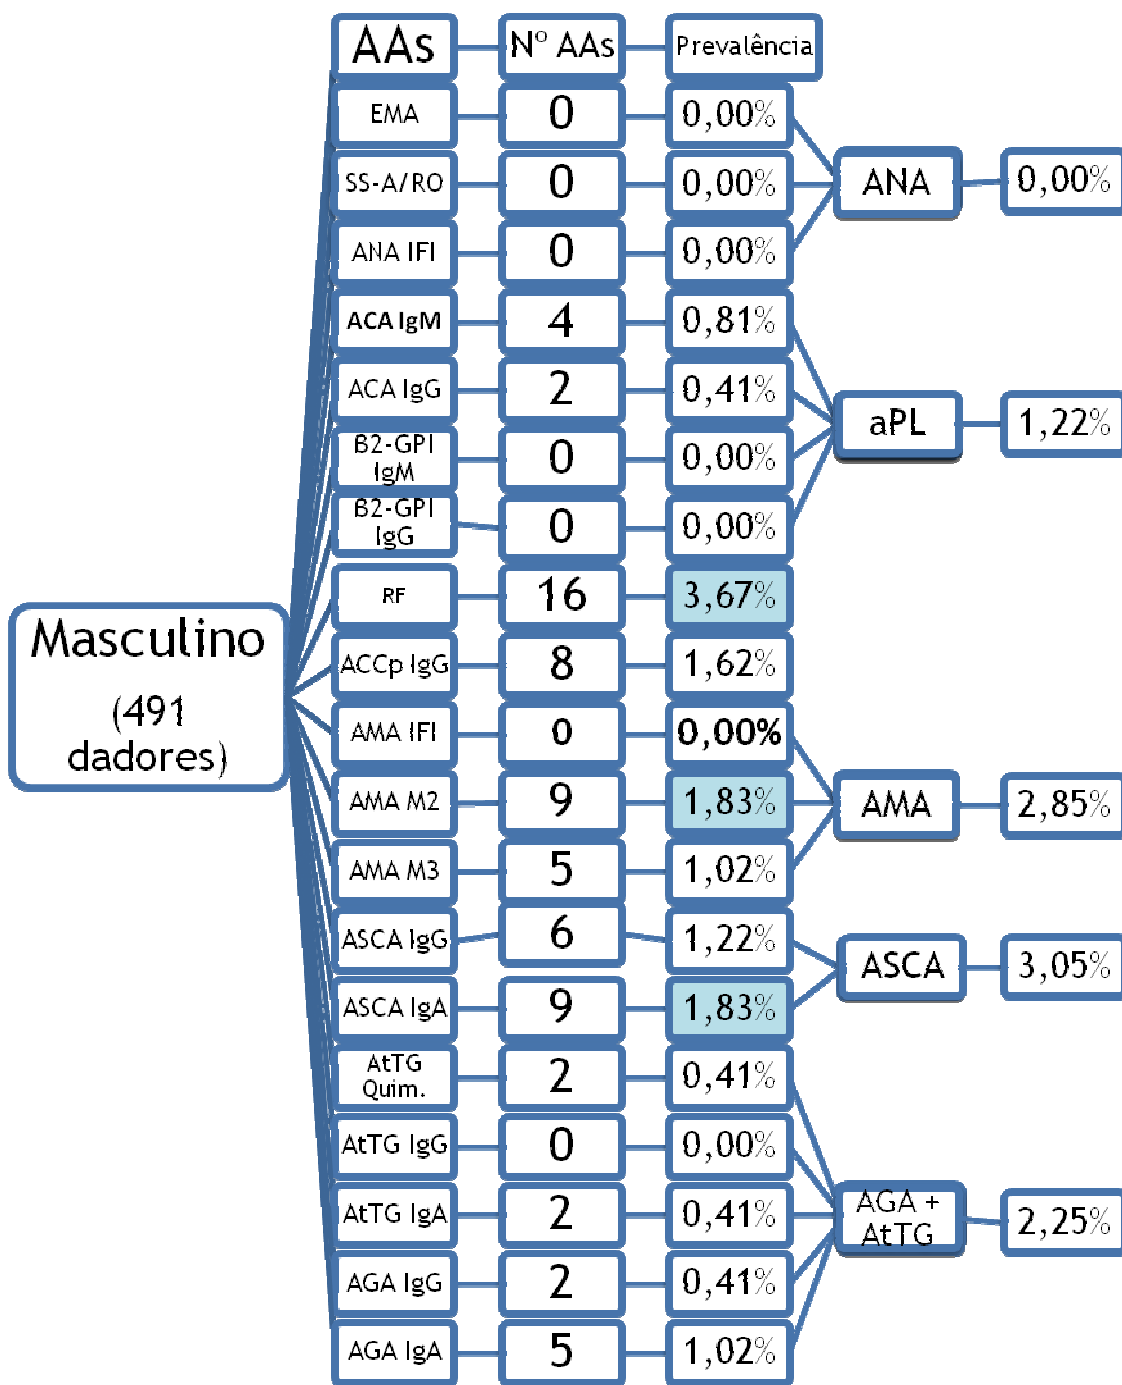 AAs Nº AAs Prevalência
EMA 0 0,00%
SS-A/RO 0 0,00%
ANA IFI 0 0,00%
ANA 0,00%
ACA IgM 4 0,81%
ACA IgG 2 0,41%
β2-GPI
IgM
0 0,00%
β2-GPI
IgG
0 0,00%
aPL 1,22%
RF 16 3,67%
ACCp IgG 8 1,62%
Masculino
(491
dadores)
AMA IFI 0 0,00%
AMA M2 9 1,83%
AMA M3 5 1,02%
AMA 2,85%
ASCA IgG 6 1,22%
ASCA IgA 9 1,83%
ASCA 3,05%
AtTG
Quim.
2 0,41%
AtTG IgG 0 0,00%
AtTG IgA 2 0,41%
AGA IgG 2 0,41%
AGA IgA 5 1,02%
AGA +
AtTG
2,25%